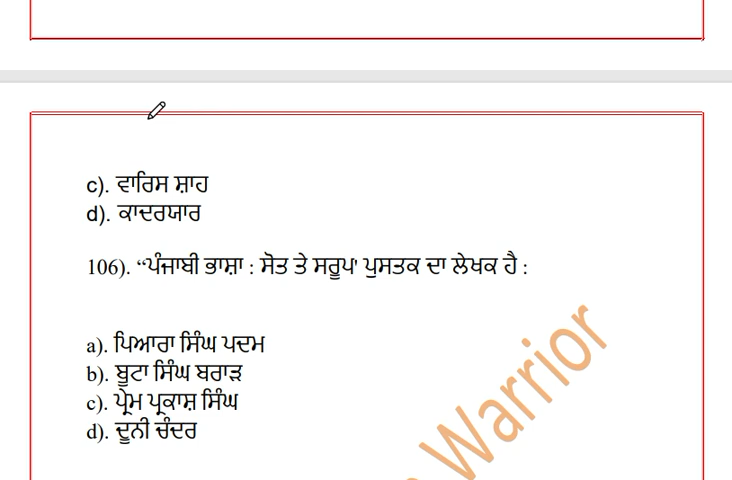 c). ਵਾਰਿਸ ਸ਼ਾਹ
d). ਕਾਦਰਯਾਰ
106). “ਪੰਜਾਬੀ ਭਾਸ਼ਾ : ਸੋਤ ਤੇ ਸਰੂਪ' ਪੁਸਤਕ ਦਾ ਲੇਖਕ ਹੈ :
a). ਪਿਆਰਾ ਸਿੰਘ ਪਦਮ
b). ਬੂਟਾ ਸਿੰਘ ਬਰਾੜ
c). ਪ੍ਰੇਮ ਪ੍ਰਕਾਸ਼ ਸਿੰਘ
d). ਦੂਨੀ ਚੰਦਰ
Warrior